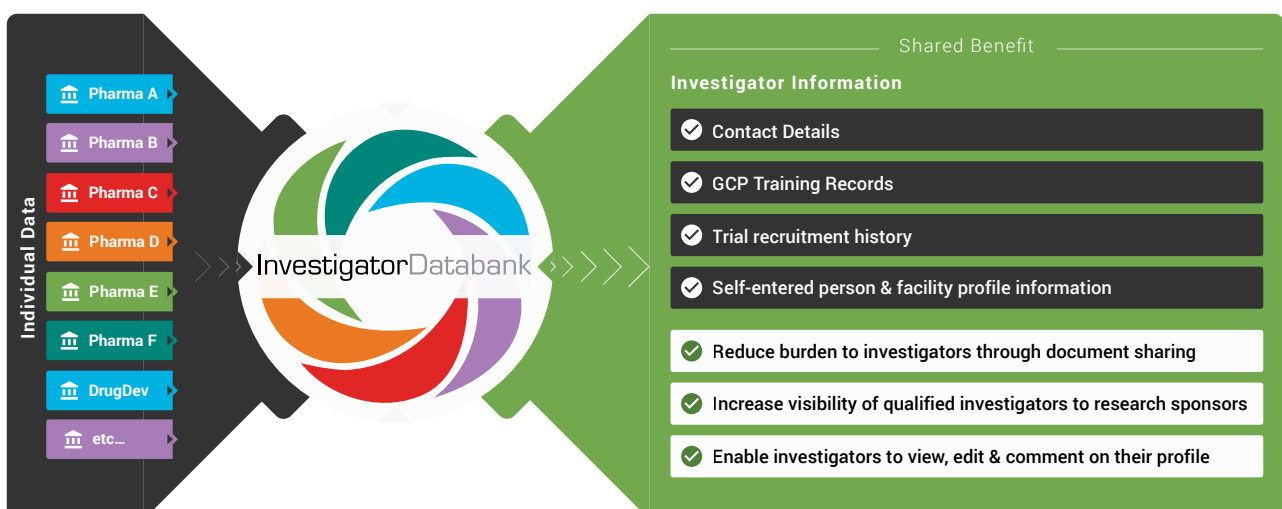 Individual Data
Pharma A
Pharma B
Pharma C
Pharma D
Pharma E
Pharma F
DrugDev
etc...
InvestigatorDatabank
Shared Benefit
Investigator Information
Contact Details
GCP Training Records
Trial recruitment history
Self-entered person & facility profile information
Reduce burden to investigators through document sharing
Increase visibility of qualified investigators to research sponsors
Enable investigators to view, edit & comment on their profile